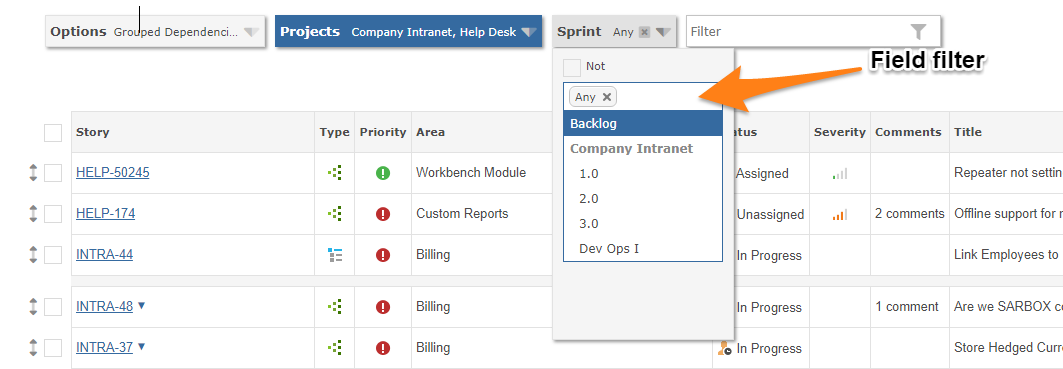 Options Grouped Dependenci... Projects Company Intranet, Help Desk Sprint Any Filter
Field filter
Not
Any
Backlog
Company Intranet
1.0
2.0
3.0
Dev Ops I
Story Type Priority Area atus Severity Comments Title
HELP-50245 Workbench Module Assigned Repeater not settin
HELP-174 Custom Reports Unassigned 2 comments Offline support for r
INTRA-44 Billing In Progress Link Employees to
INTRA-48 Billing In Progress 1 comment Are we SARBOX co
INTRA-37 Billing In Progress Store Hedged Curre